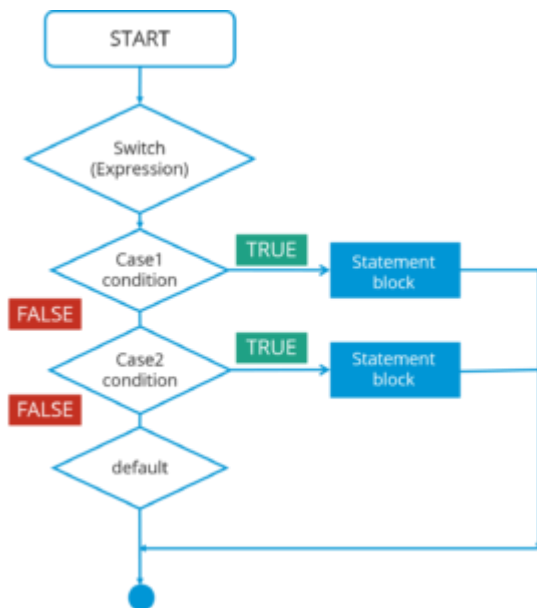 START
Switch
(Expression)
Case1
condition
TRUE
Statement
block
FALSE
Case2
condition
TRUE
Statement
block
FALSE
default